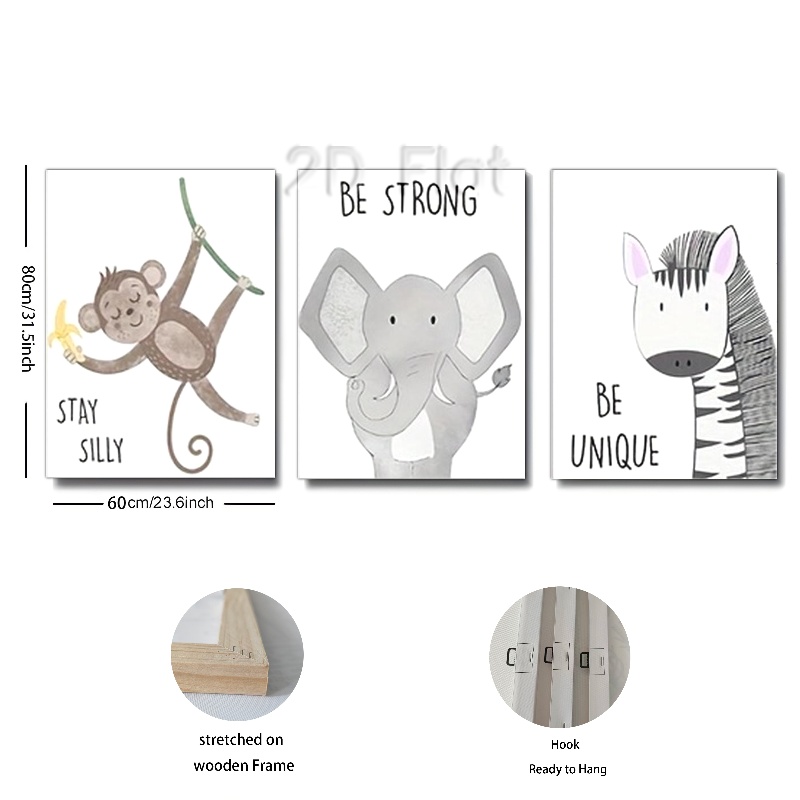 2D Flat
BE STRONG
STAY
SILLY
BE
UNIQUE
80cm/31.5inch
60cm/23.6inch
stretched on
wooden Frame
Hook
Ready to Hang